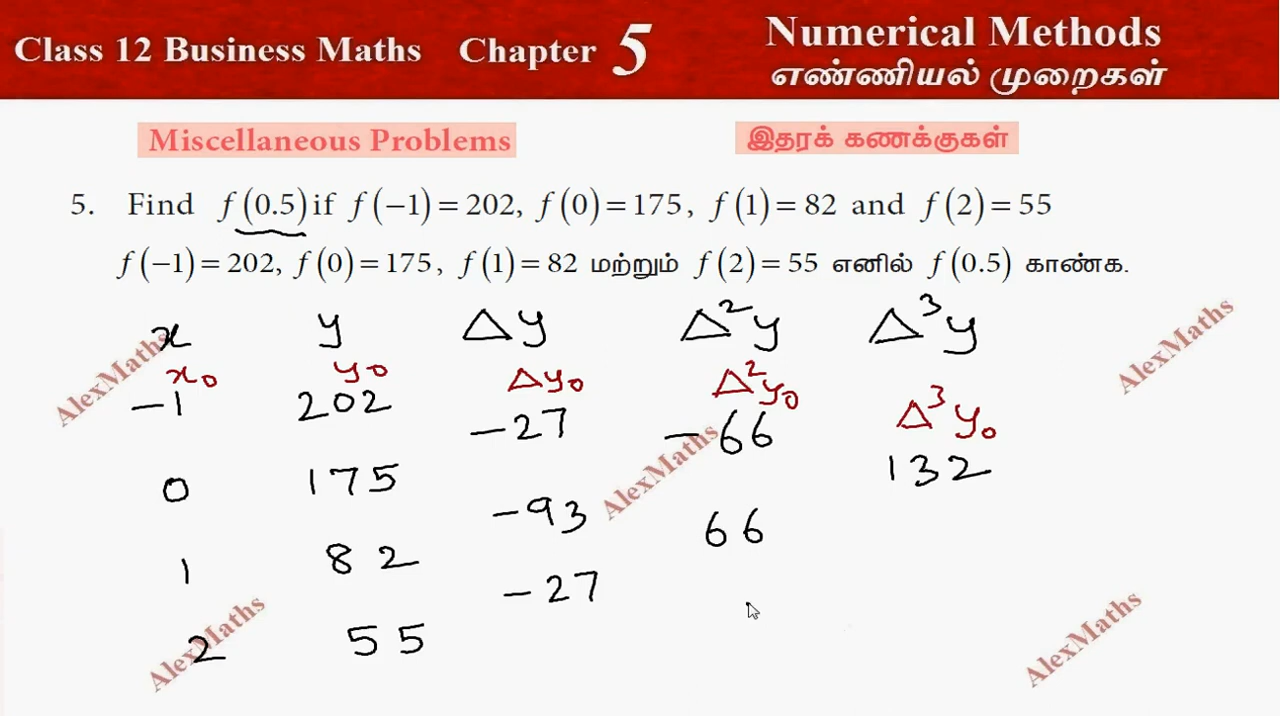 Class 12 Business Maths Chapter 5 Numerical Methods
எண்ணியல் முறைகள்
Miscellaneous Problems இதரக் கணக்குகள்
5. Find f(0.5) if f(−1) = 202, f(0) = 175, f(1) = 82 and f(2) = 55
f(−1) = 202, f(0) = 175, f(1) = 82 மற்றும் f(2) = 55 எனில் f(0.5) காண்க.
x y Δy Δ²y Δ³y
x₀ y₀ Δy₀ Δ²y₀ Δ³y₀
−1 202 −27 −66 132
0 175 −93 66
1 82 −27
2 55
AlexMaths
AlexMaths
AlexMaths
AlexMaths
AlexMaths